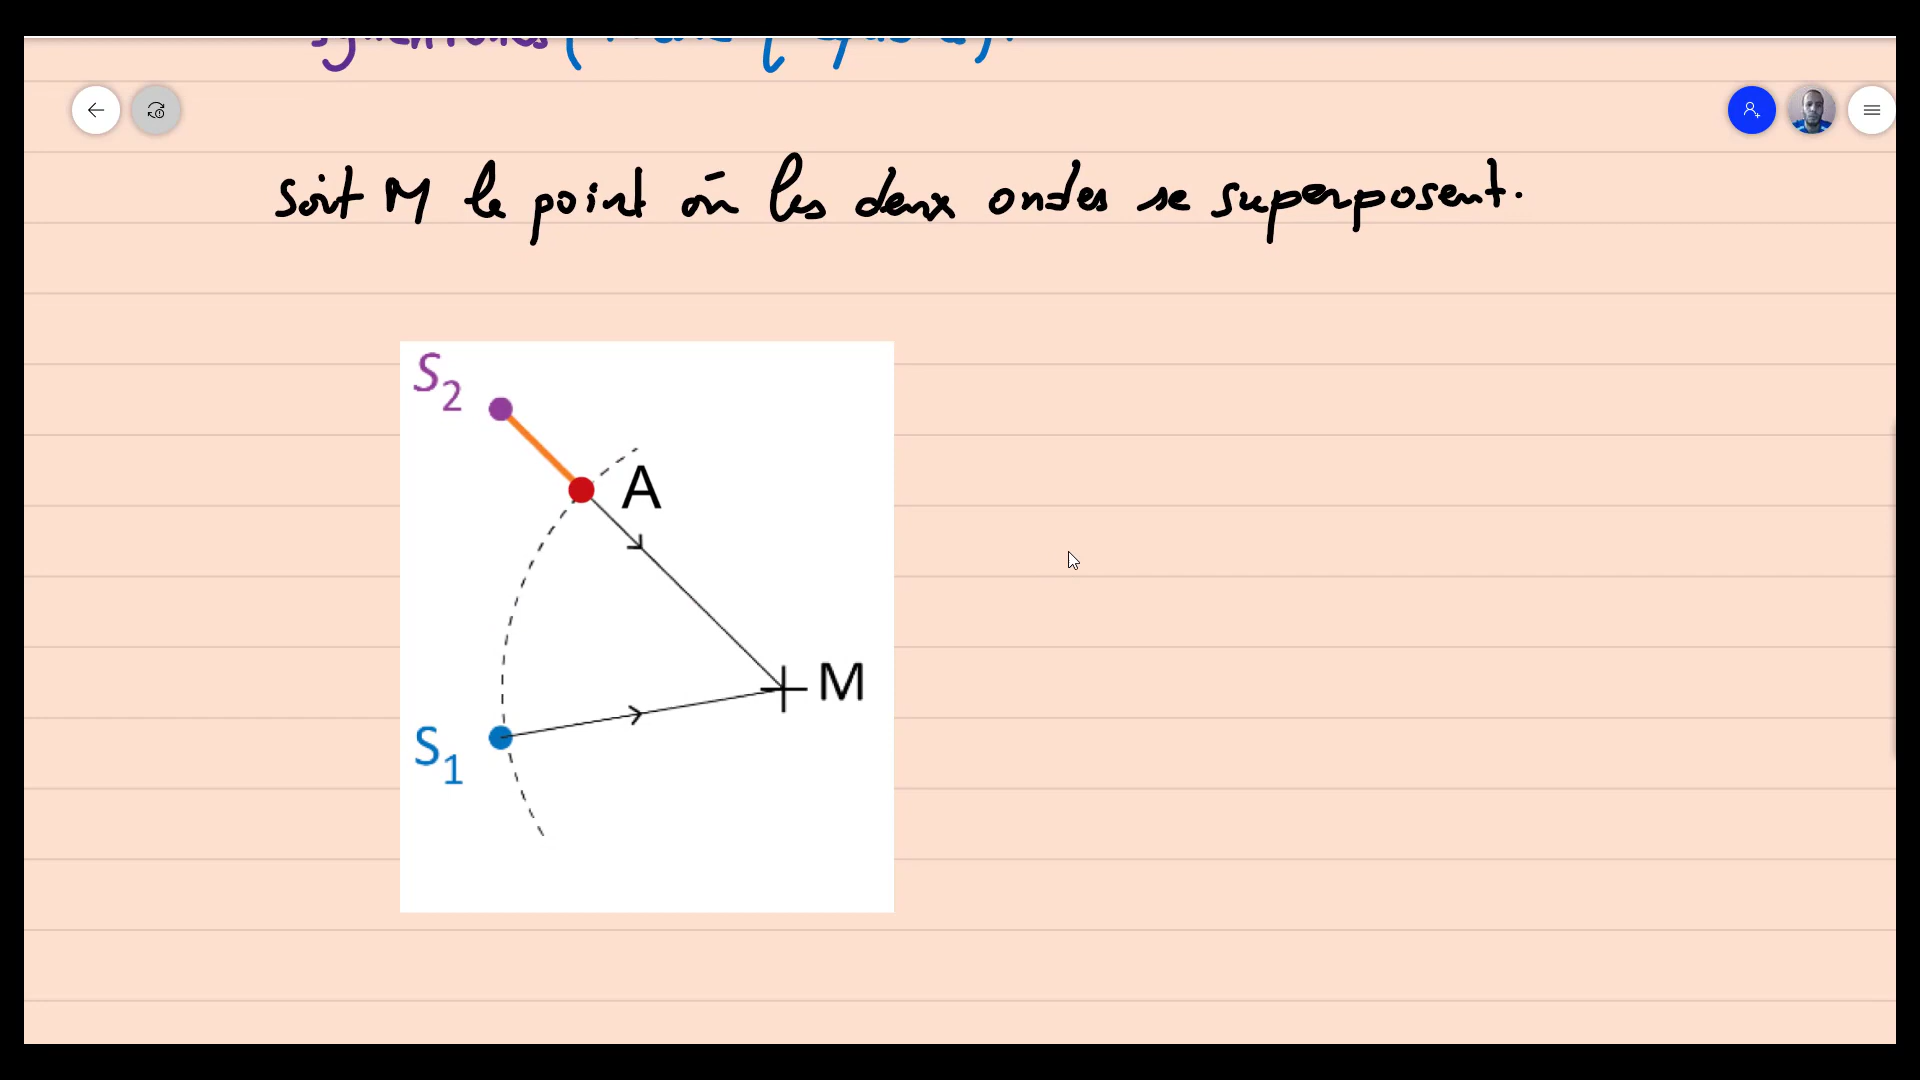 Soit M le point où les deux ondes se superposent.
S2
A
M
S1